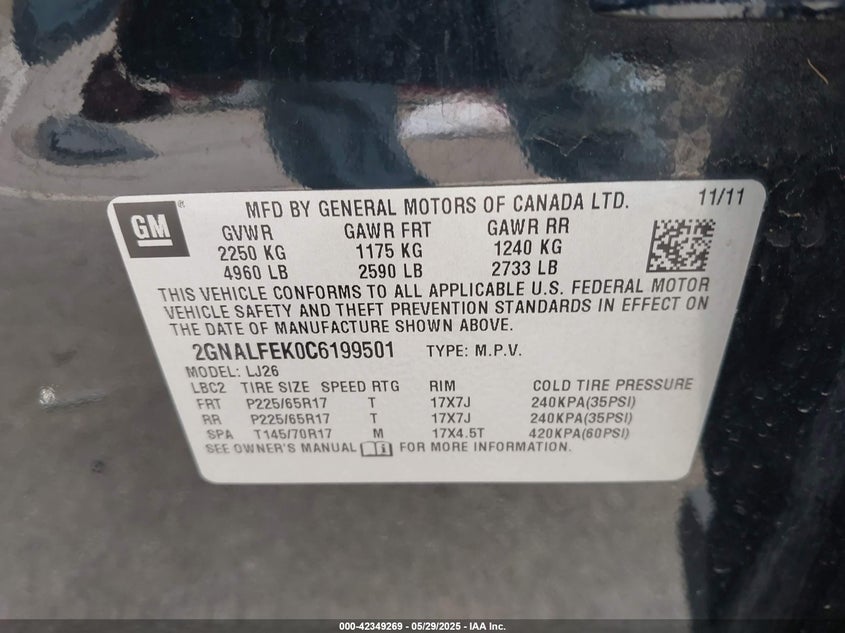 GM®
MFD BY GENERAL MOTORS OF CANADA LTD. 11/11
GVWR GAWR FRT GAWR RR
2250 KG 1175 KG 1240 KG
4960 LB 2590 LB 2733 LB
THIS VEHICLE CONFORMS TO ALL APPLICABLE U.S. FEDERAL MOTOR
VEHICLE SAFETY AND THEFT PREVENTION STANDARDS IN EFFECT ON
THE DATE OF MANUFACTURE SHOWN ABOVE.
2GNALFEK0C6199501 TYPE: M.P.V.
MODEL: LJ26
LBC2 TIRE SIZE SPEED RTG RIM COLD TIRE PRESSURE
FRT P225/65R17 T 17X7J 240KPA(35PSI)
RR P225/65R17 T 17X7J 240KPA(35PSI)
SPA T145/70R17 M 17X4.5T 420KPA(60PSI)
SEE OWNER'S MANUAL FOR MORE INFORMATION.
000-42349269 - 05/29/2025 - IAA Inc.